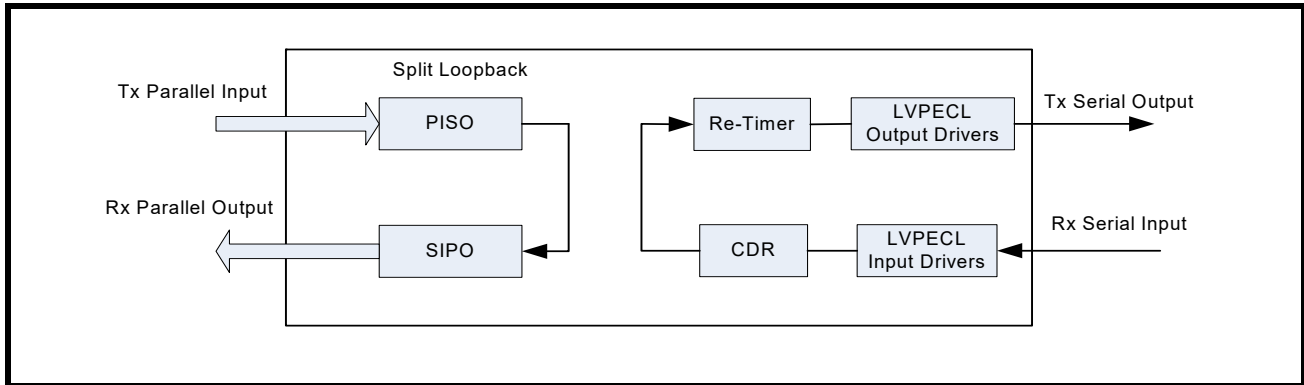 Split Loopback
Tx Parallel Input
PISO
Re-Timer
LVPECL
Output Drivers
Tx Serial Output
Rx Parallel Output
SIPO
CDR
LVPECL
Input Drivers
Rx Serial Input